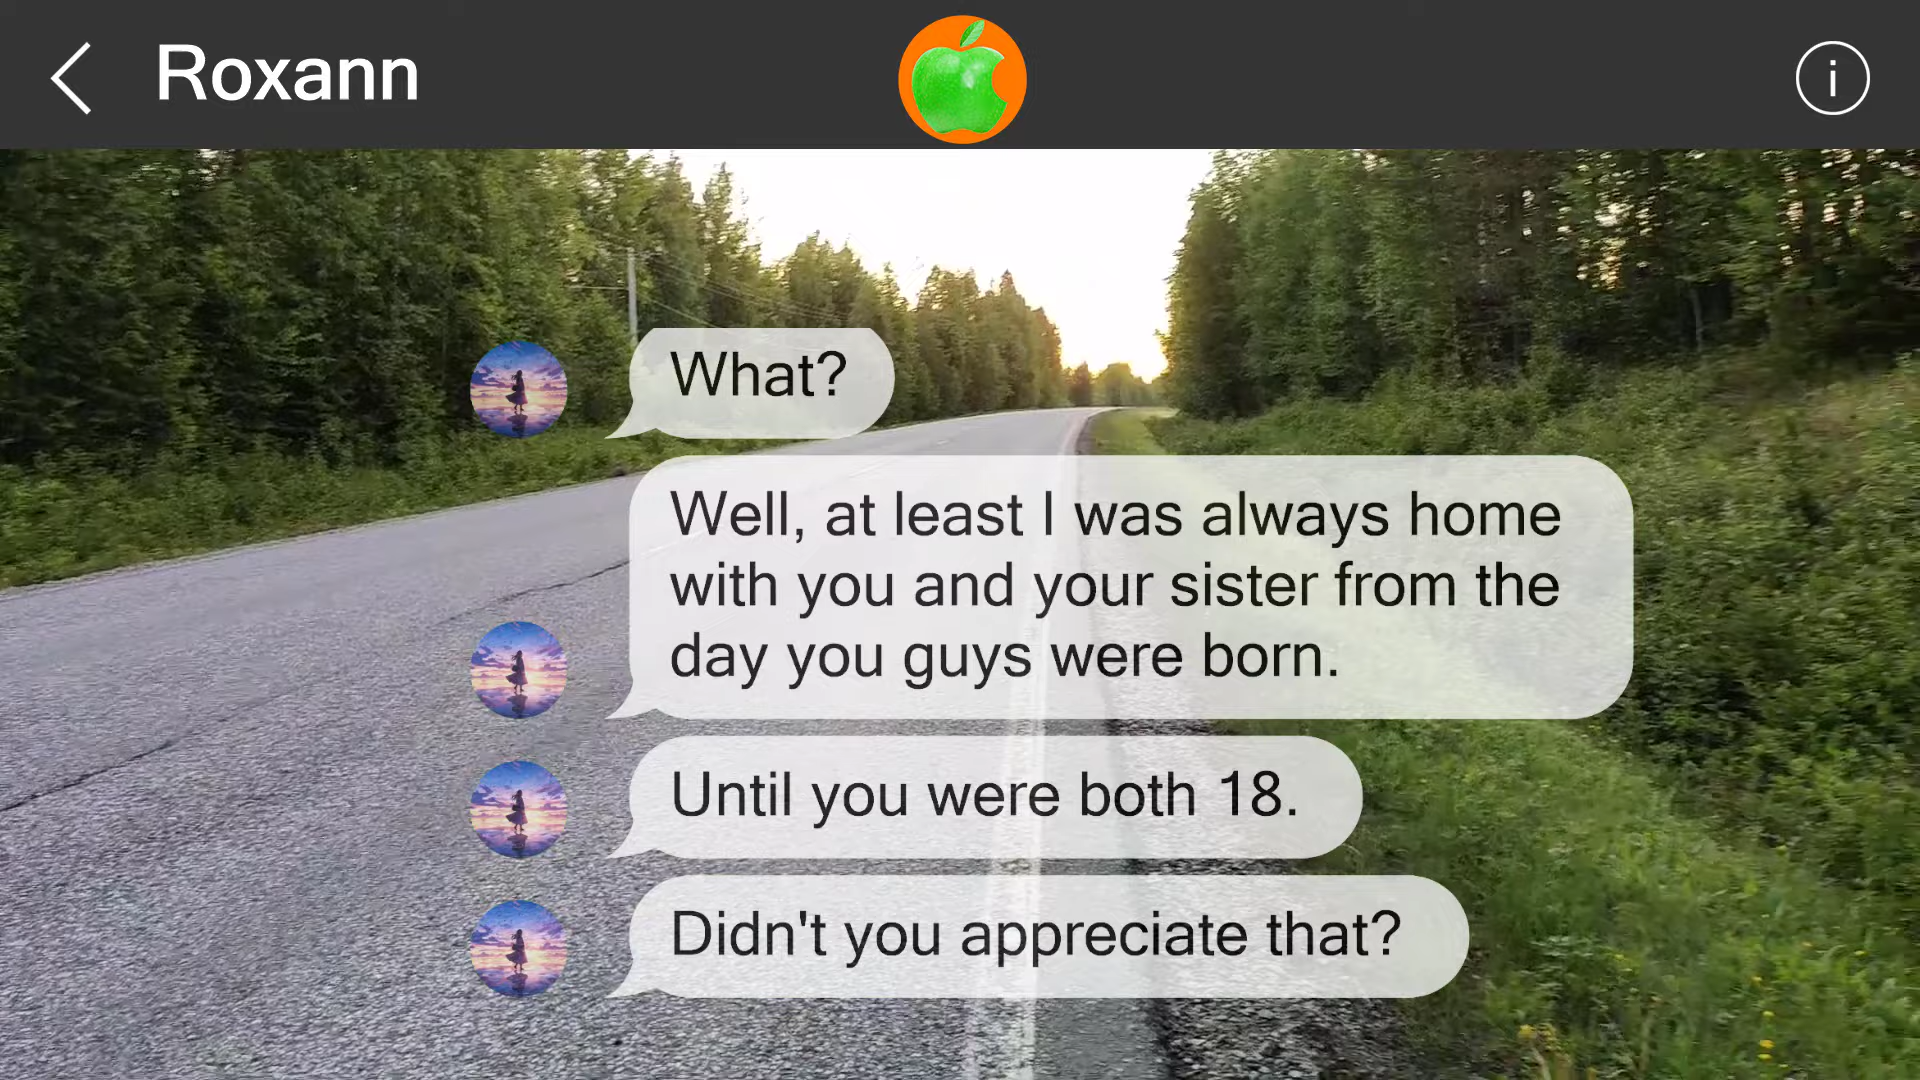 Roxann
i
What?
Well, at least I was always home
with you and your sister from the
day you guys were born.
Until you were both 18.
Didn't you appreciate that?